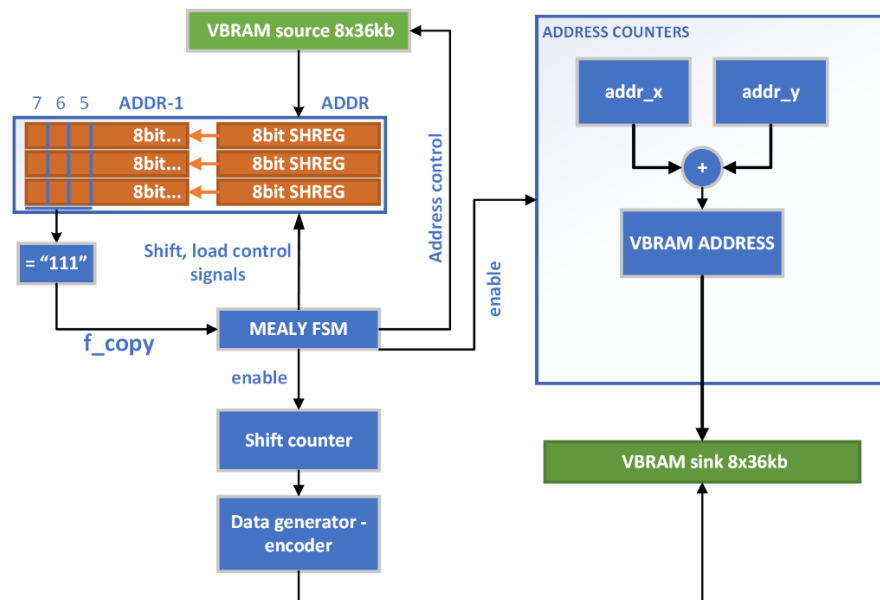 VBRAM source 8x36kb
ADDRESS COUNTERS
addr_x
addr_y
+
VBRAM ADDRESS
7 6 5 ADDR-1 ADDR
8bit... 8bit SHREG
8bit... 8bit SHREG
8bit... 8bit SHREG
= “111”
Shift, load control
signals
Address control
enable
f_copy
MEALY FSM
enable
Shift counter
Data generator -
encoder
VBRAM sink 8x36kb